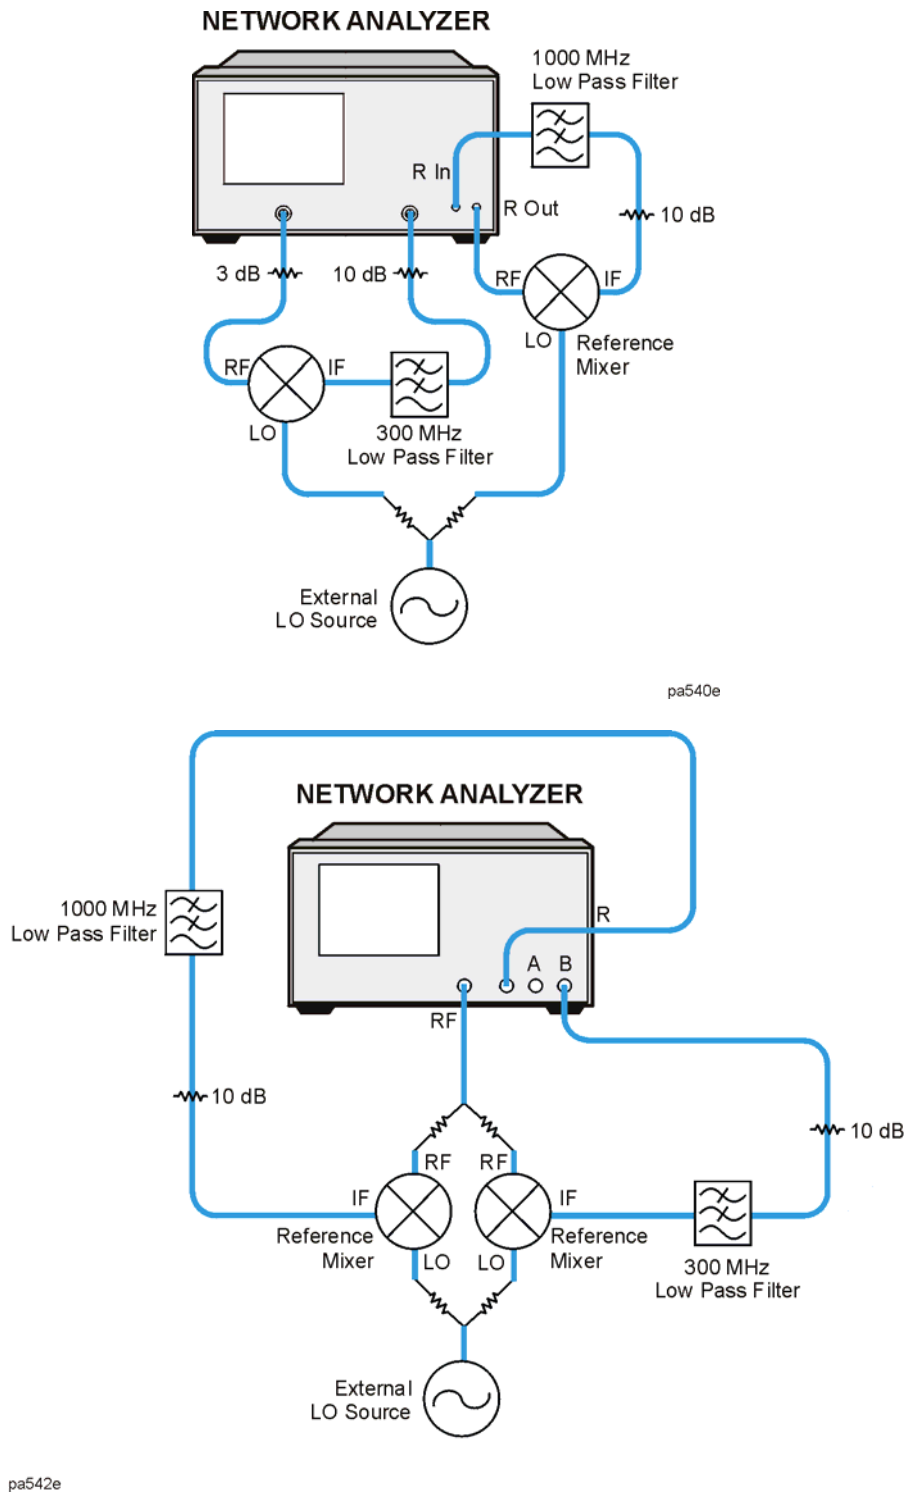 NETWORK ANALYZER
1000 MHz
Low Pass Filter
R In
R Out
10 dB
3 dB
10 dB
RF
IF
LO
Reference
Mixer
RF
IF
LO
300 MHz
Low Pass Filter
External
LO Source
pa540e
NETWORK ANALYZER
1000 MHz
Low Pass Filter
R
A
B
RF
10 dB
10 dB
RF
RF
IF
IF
Reference
Mixer
LO
LO
Reference
Mixer
300 MHz
Low Pass Filter
External
LO Source
pa542e